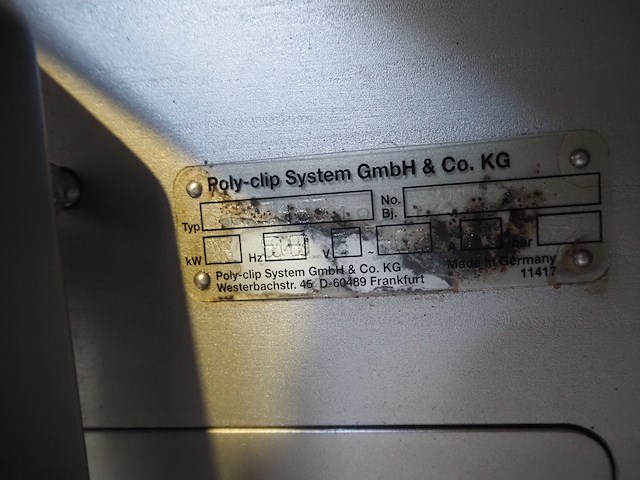 Poly-clip System GmbH & Co. KG
Typ No.
Bj.
kW Hz V ~ A bar
Poly-clip System GmbH & Co. KG Made in Germany
Westerbachstr. 45 D-60489 Frankfurt 11417